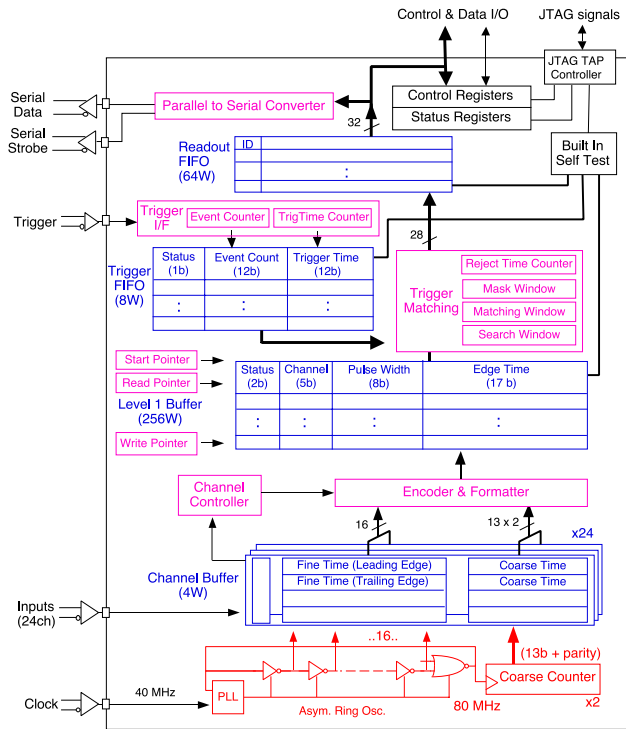 Control & Data I/O
JTAG signals
JTAG TAP
Controller
Serial
Data
Parallel to Serial Converter
Control Registers
Status Registers
32
Serial
Strobe
Readout
FIFO
(64W)
ID
:
Built In
Self Test
Trigger
Trigger
I/F
Event Counter
TrigTime Counter
28
Trigger
FIFO
(8W)
Status
(1b)
Event Count
(12b)
Trigger Time
(12b)
: : :
Trigger
Matching
Reject Time Counter
Mask Window
Matching Window
Search Window
Start Pointer
Read Pointer
Level 1 Buffer
(256W)
Write Pointer
Status
(2b)
Channel
(5b)
Pulse Width
(8b)
Edge Time
(17 b)
: : : :
Channel
Controller
Encoder & Formatter
16
13 x 2
x24
Channel Buffer
(4W)
Fine Time (Leading Edge)
Coarse Time
Fine Time (Trailing Edge)
Coarse Time
Inputs
(24ch)
..16..
(13b + parity)
Clock
40 MHz
PLL
Asym. Ring Osc.
80 MHz
Coarse Counter
x2